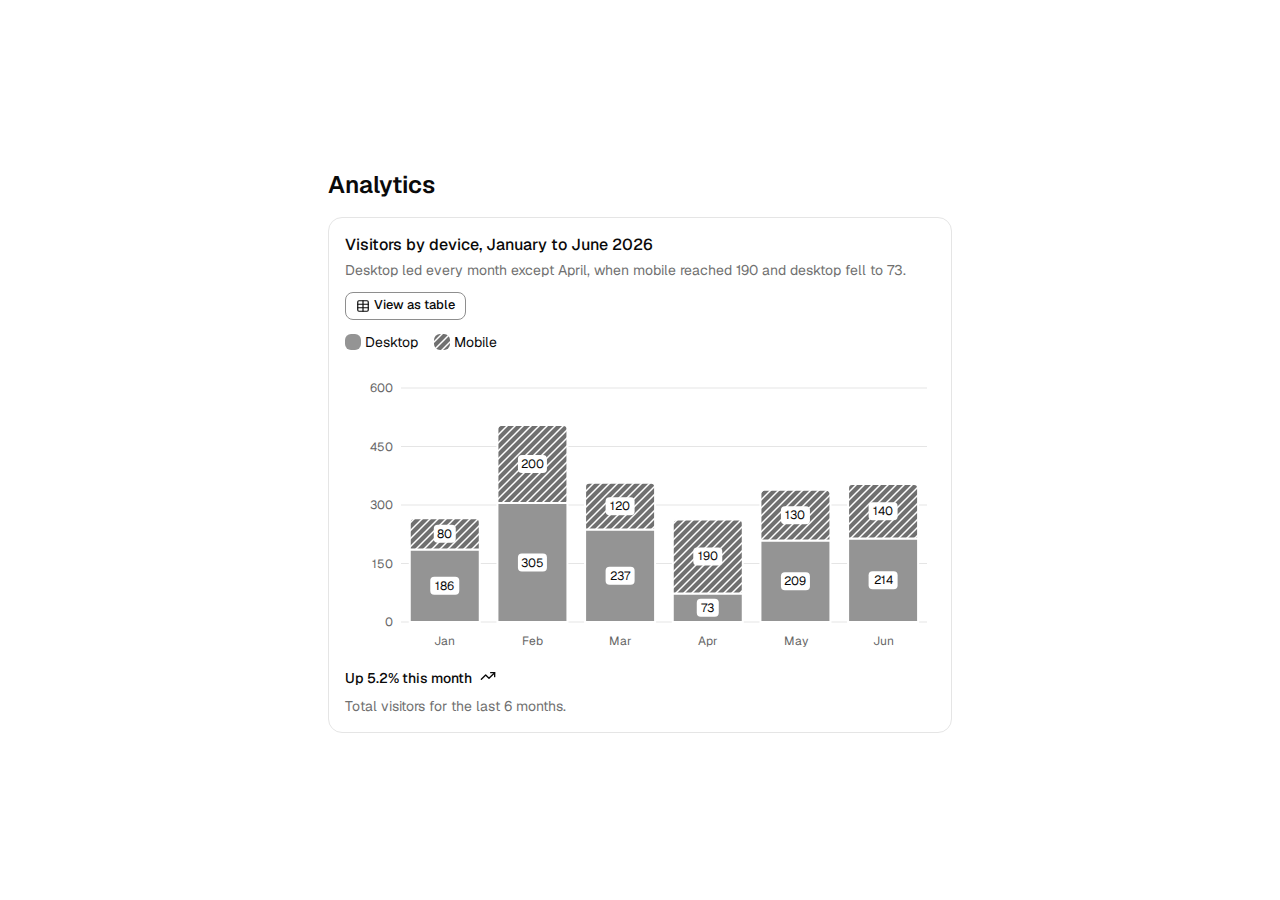 Analytics
Visitors by device, January to June 2026
Desktop led every month except April, when mobile reached 190 and desktop fell to 73.
View as table
Desktop Mobile
600
450
300
150
0
80
200
120
190
130
140
186
305
237
73
209
214
Jan Feb Mar Apr May Jun
Up 5.2% this month
Total visitors for the last 6 months.